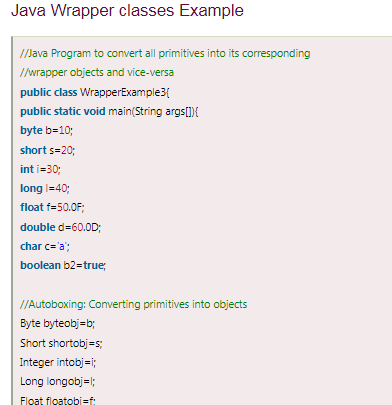 Java Wrapper classes Example
//Java Program to convert all primitives into its corresponding
//wrapper objects and vice-versa
public class WrapperExample3{
public static void main(String args[]){
byte b=10;
short s=20;
int i=30;
long l=40;
float f=50.0F;
double d=60.0D;
char c='a';
boolean b2=true;
//Autoboxing: Converting primitives into objects
Byte byteobj=b;
Short shortobj=s;
Integer intobj=i;
Long longobj=l;
Float floatobj=f;